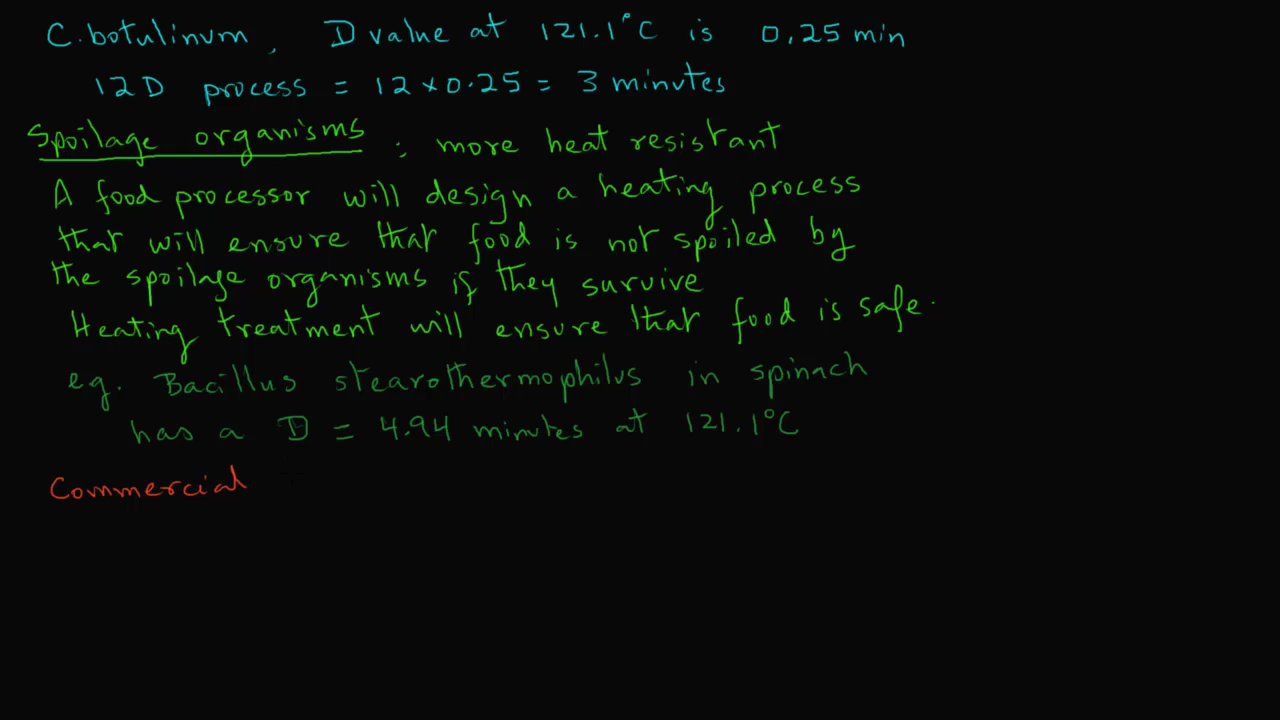 C. botulinum, D value at 121.1°C is 0.25 min
12D process = 12 × 0.25 = 3 minutes
Spoilage organisms : more heat resistant
A food processor will design a heating process
that will ensure that food is not spoiled by
the spoilage organisms if they survive
Heating treatment will ensure that food is safe.
eg. Bacillus stearothermophilus in spinach
has a D = 4.94 minutes at 121.1°C
Commercial